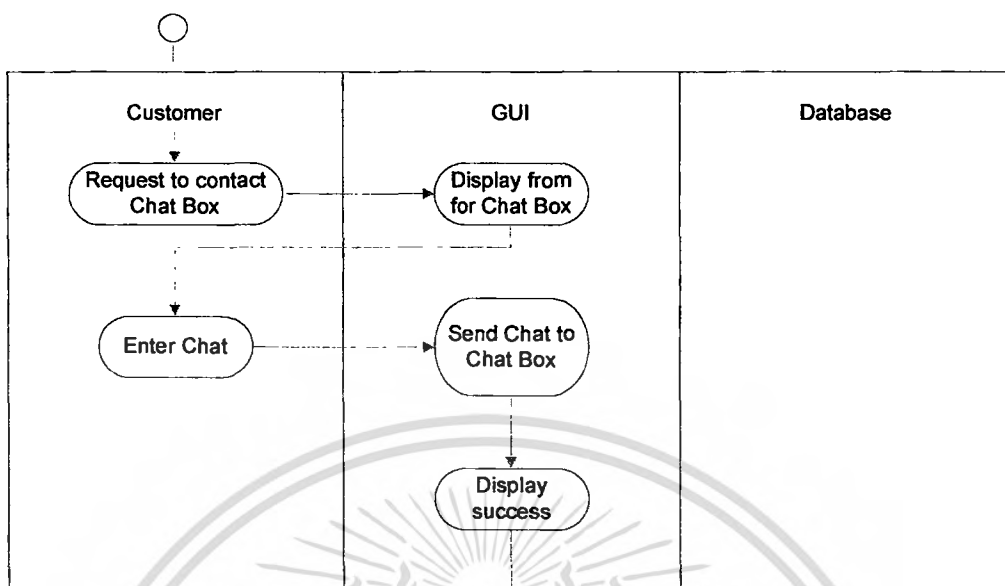 Customer
GUI
Database
Request to contact
Chat Box
Display from
for Chat Box
Enter Chat
Send Chat to
Chat Box
Display
success